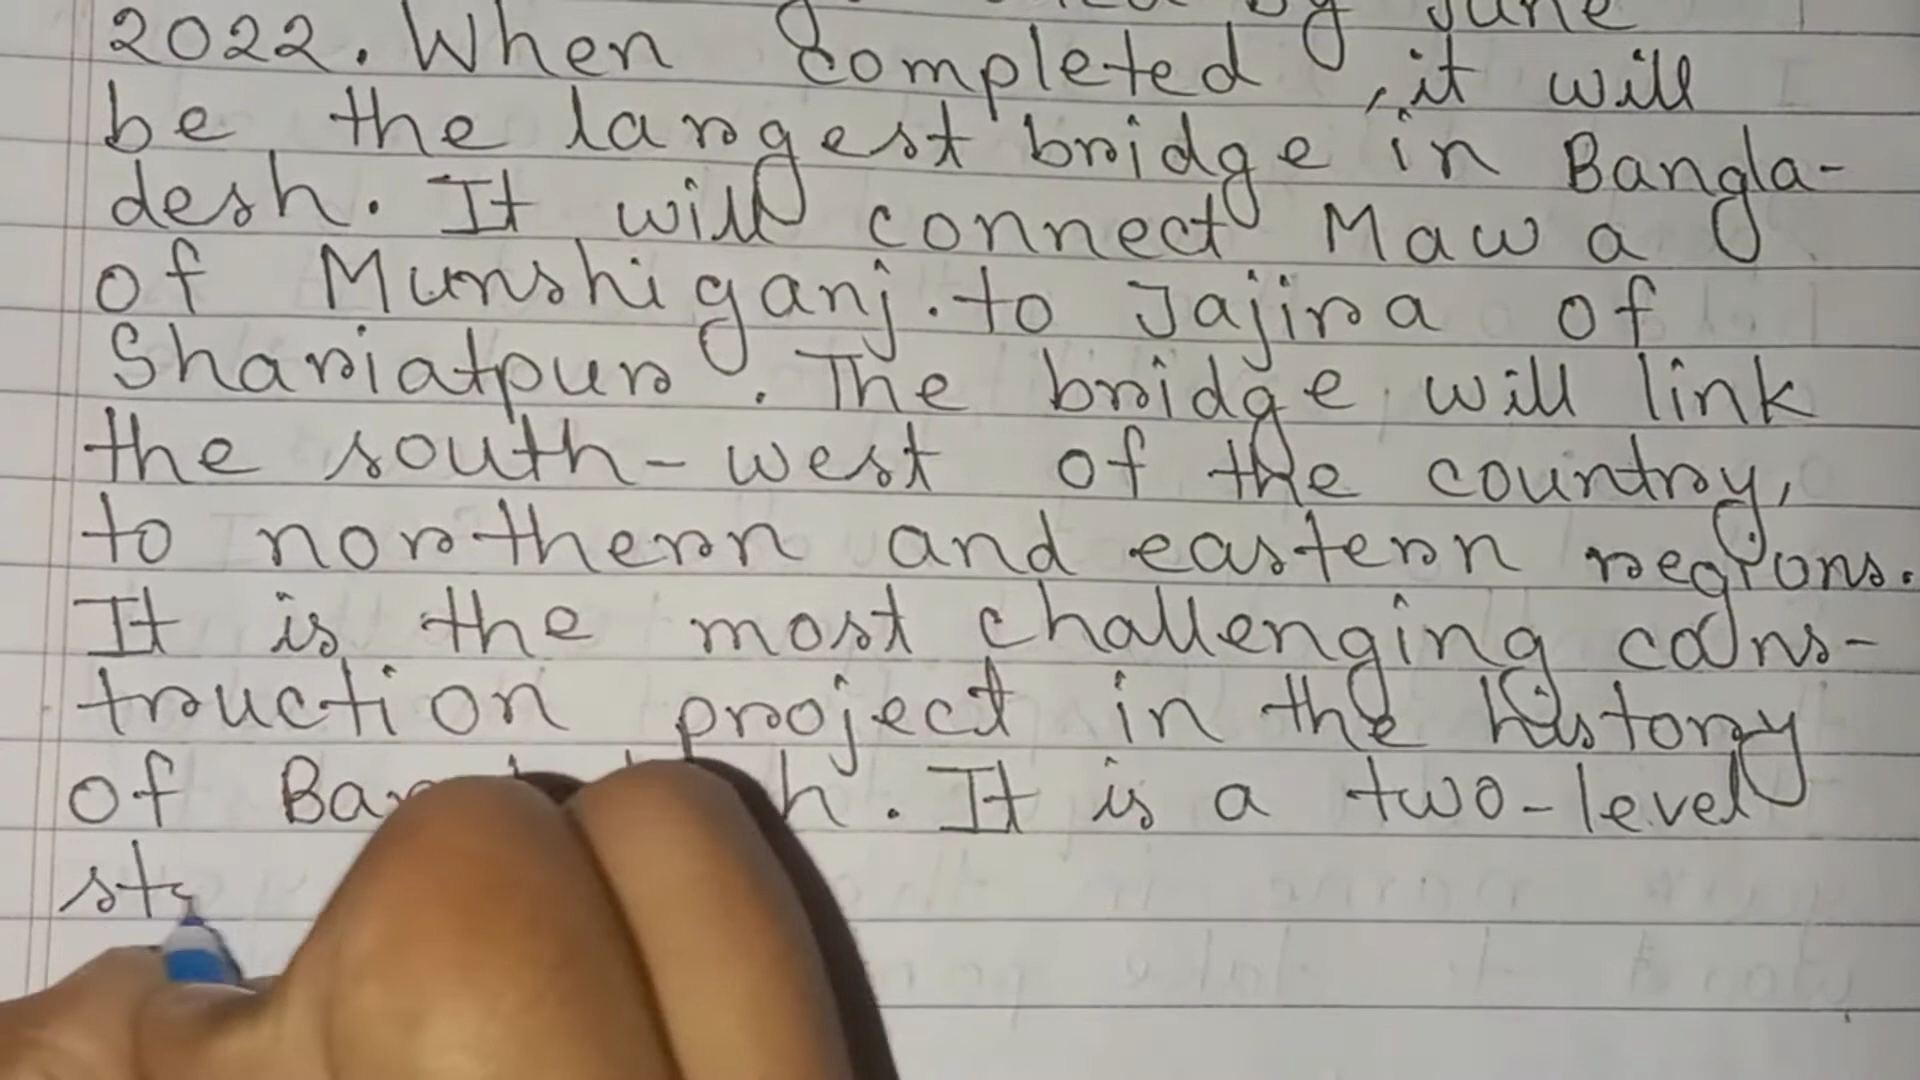 by June
2022. When completed, it will
be the largest bridge in Bangla-
desh. It will connect Mawa
of Munshiganj. to Jajira of
Shariatpur. The bridge will link
the south-west of the country,
to northern and eastern regions.
It is the most challenging cons-
truction project in the history
of h. It is a two-level